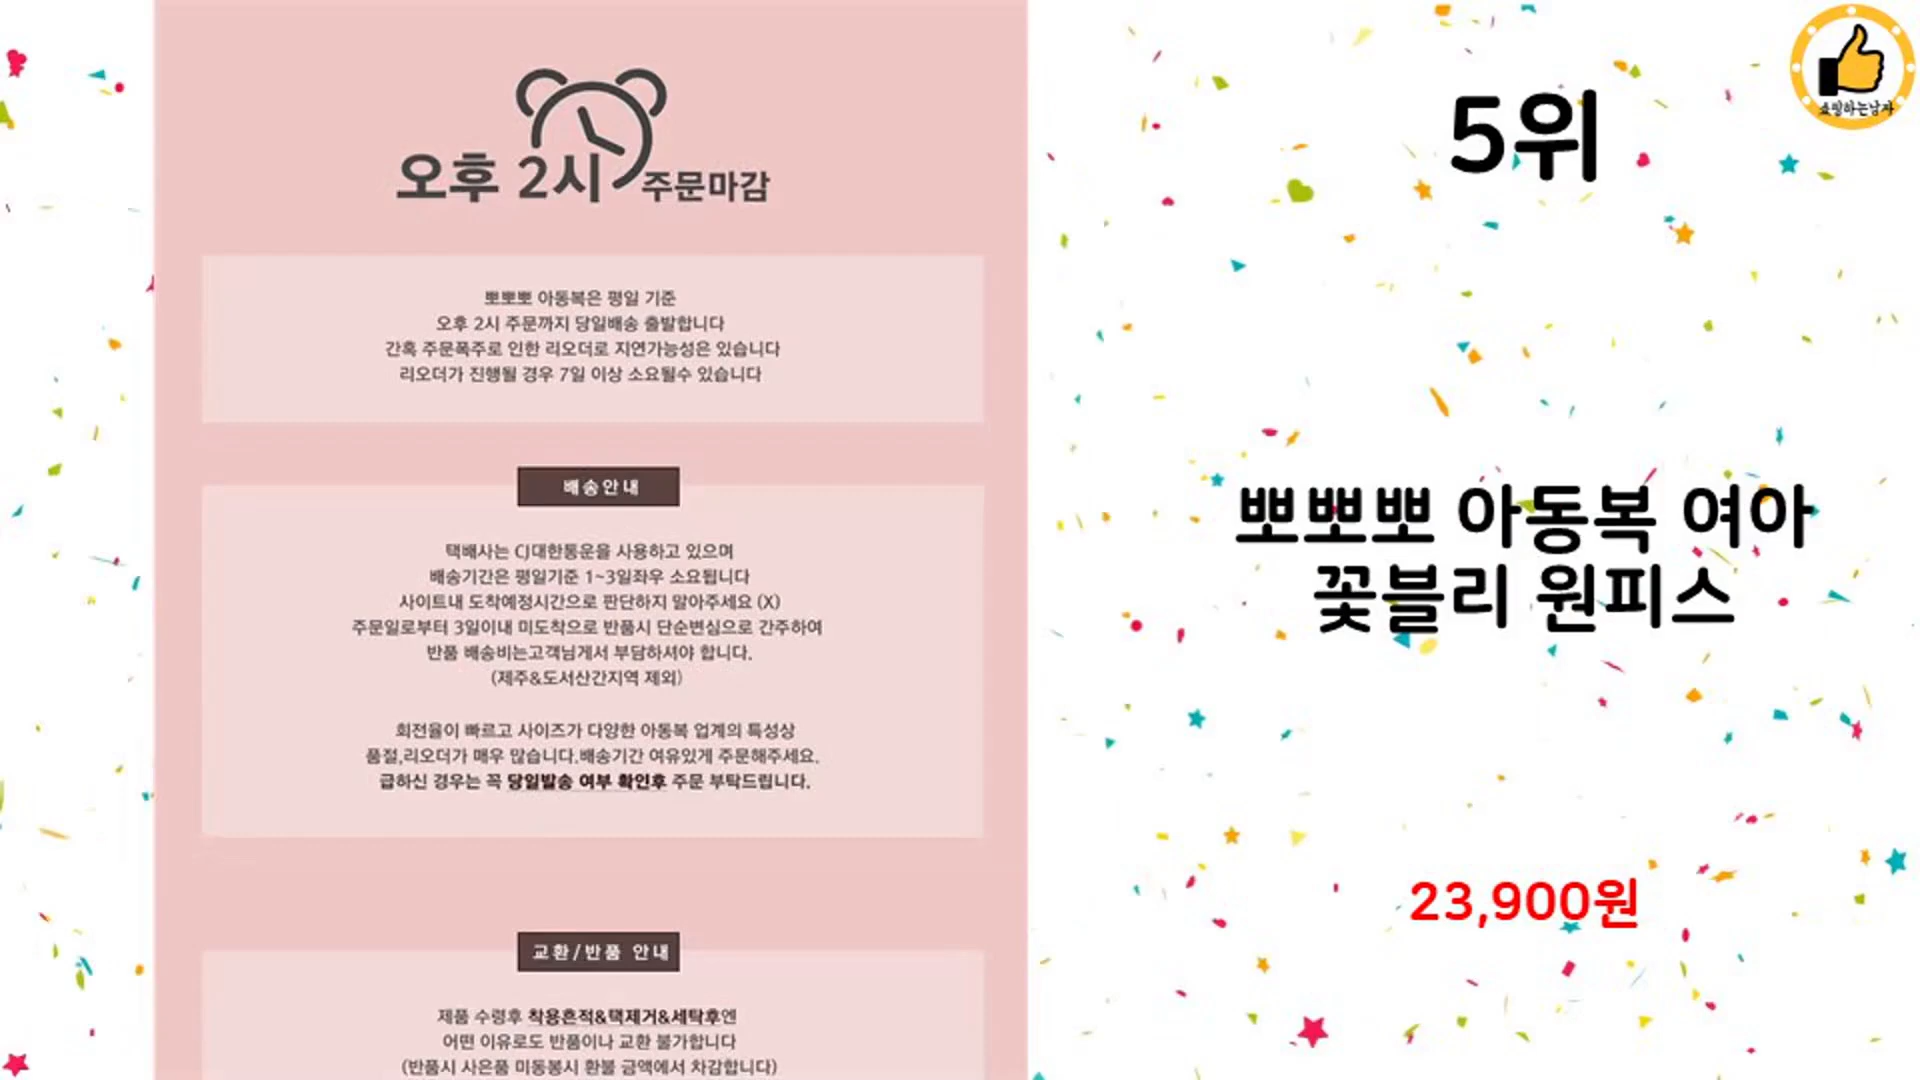 오후 2시 주문마감
뽀뽀뽀 아동복은 평일 기준
오후 2시 주문까지 당일배송 출발합니다
간혹 주문폭주로 인한 리오더로 지연가능성은 있습니다
리오더가 진행될 경우 7일 이상 소요될수 있습니다
배송안내
택배사는 CJ대한통운을 사용하고 있으며
배송기간은 평일기준 1~3일좌우 소요됩니다
사이트내 도착예정시간으로 판단하지 말아주세요 (X)
주문일로부터 3일이내 미도착으로 반품시 단순변심으로 간주하여
반품 배송비는고객님게서 부담하셔야 합니다.
(제주&도서산간지역 제외)
회전율이 빠르고 사이즈가 다양한 아동복 업계의 특성상
품절,리오더가 매우 많습니다.배송기간 여유있게 주문해주세요.
급하신 경우는 꼭 당일발송 여부 확인후 주문 부탁드립니다.
교환/반품 안내
제품 수령후 착용흔적&택제거&세탁후엔
어떤 이유로도 반품이나 교환 불가합니다
(반품시 사은품 미동봉시 환불 금액에서 차감합니다)
쇼핑하는남자
5위
뽀뽀뽀 아동복 여아
꽃블리 원피스
23,900원